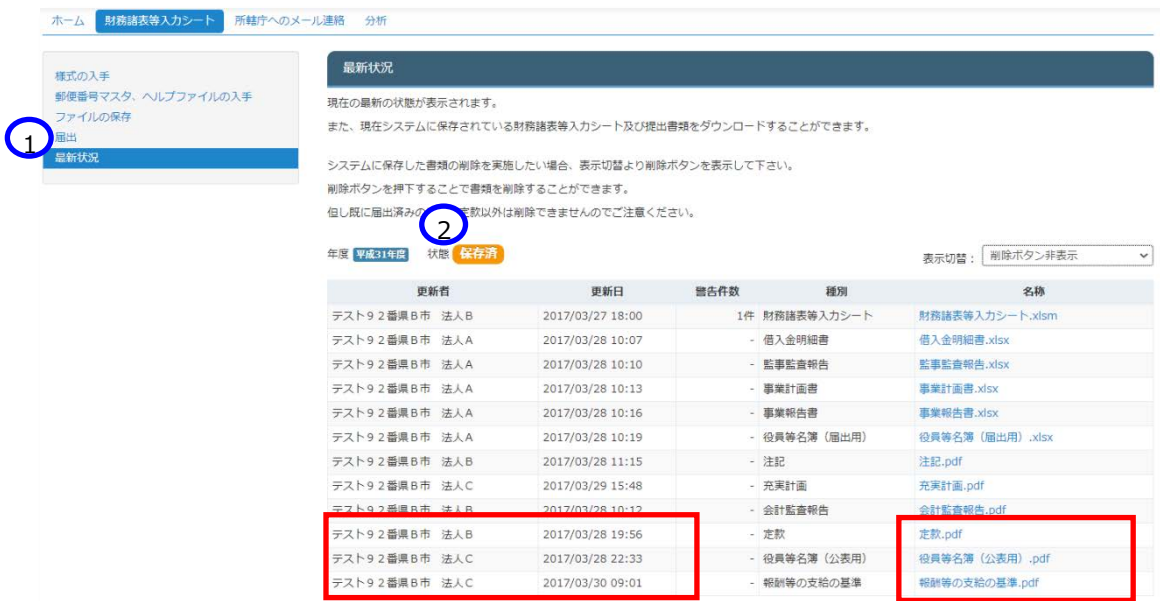 ホーム 財務諸表等入力シート 所轄庁へのメール連絡 分析
様式の入手
郵便番号マスタ、ヘルプファイルの入手
ファイルの保存
届出
最新状況
1
最新状況
現在の最新の状態が表示されます。
また、現在システムに保存されている財務諸表等入力シート及び提出書類をダウンロードすることができます。
システムに保存した書類の削除を実施したい場合、表示切替より削除ボタンを表示して下さい。
削除ボタンを押下することで書類を削除することができます。
但し既に届出済みの 定款以外は削除できませんのでご注意ください。
2
年度 平成31年度 状態 保存済 表示切替： 削除ボタン非表示
更新者 更新日 警告件数 種別 名称
テスト９２番県Ｂ市 法人Ｂ 2017/03/27 18:00 1件 財務諸表等入力シート 財務諸表等入力シート.xlsm
テスト９２番県Ｂ市 法人Ａ 2017/03/28 10:07 - 借入金明細書 借入金明細書.xlsx
テスト９２番県Ｂ市 法人Ａ 2017/03/28 10:10 - 監事監査報告 監事監査報告.xlsx
テスト９２番県Ｂ市 法人Ａ 2017/03/28 10:13 - 事業計画書 事業計画書.xlsx
テスト９２番県Ｂ市 法人Ａ 2017/03/28 10:16 - 事業報告書 事業報告書.xlsx
テスト９２番県Ｂ市 法人Ａ 2017/03/28 10:19 - 役員等名簿（届出用） 役員等名簿（届出用）.xlsx
テスト９２番県Ｂ市 法人Ｂ 2017/03/28 11:15 - 注記 注記.pdf
テスト９２番県Ｂ市 法人Ｃ 2017/03/29 15:48 - 充実計画 充実計画.pdf
テスト９２番県Ｂ市 法人Ｂ 2017/03/28 10:12 - 会計監査報告 会計監査報告.pdf
テスト９２番県Ｂ市 法人Ｂ 2017/03/28 19:56 - 定款 定款.pdf
テスト９２番県Ｂ市 法人Ｃ 2017/03/28 22:33 - 役員等名簿（公表用） 役員等名簿（公表用）.pdf
テスト９２番県Ｂ市 法人Ｃ 2017/03/30 09:01 - 報酬等の支給の基準 報酬等の支給の基準.pdf